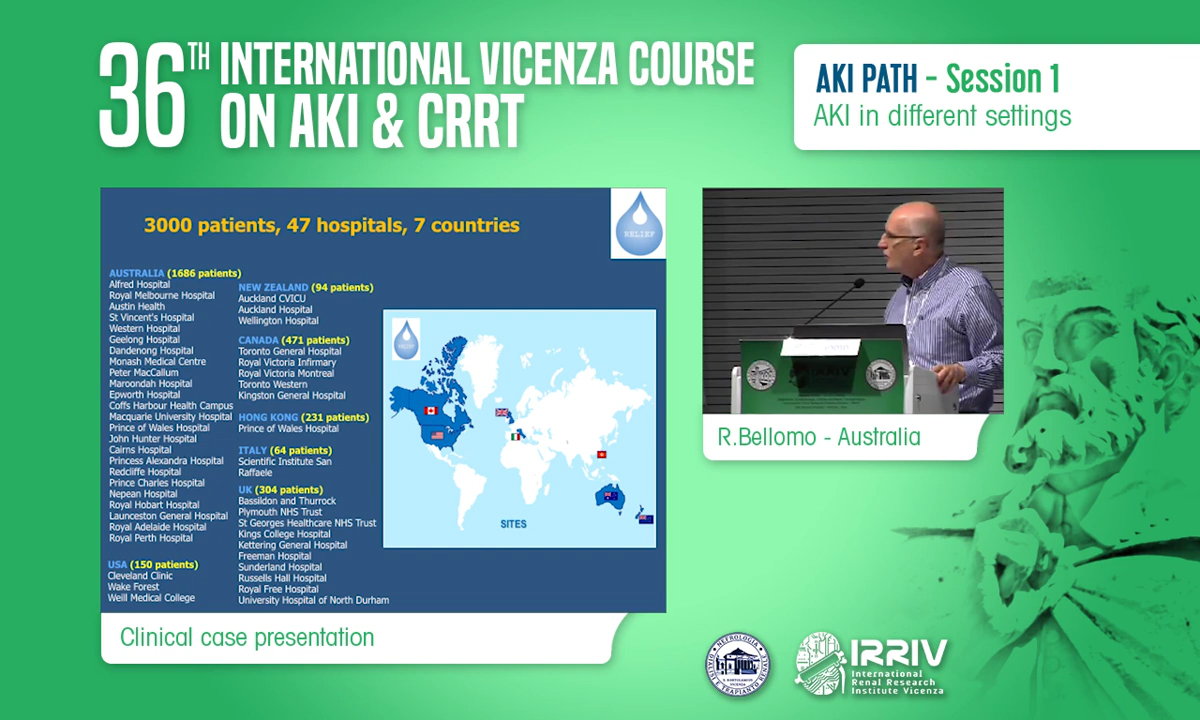 36TH INTERNATIONAL VICENZA COURSE
ON AKI & CRRT
AKI PATH - Session 1
AKI in different settings
3000 patients, 47 hospitals, 7 countries
RELIEF
AUSTRALIA (1686 patients)
Alfred Hospital
Royal Melbourne Hospital
Austin Health
St Vincent's Hospital
Western Hospital
Geelong Hospital
Dandenong Hospital
Monash Medical Centre
Peter MacCallum
Maroondah Hospital
Epworth Hospital
Coffs Harbour Health Campus
Macquarie University Hospital
Prince of Wales Hospital
John Hunter Hospital
Cairns Hospital
Princess Alexandra Hospital
Redcliffe Hospital
Prince Charles Hospital
Nepean Hospital
Royal Hobart Hospital
Launceston General Hospital
Royal Adelaide Hospital
Royal Perth Hospital
USA (150 patients)
Cleveland Clinic
Wake Forest
Weill Medical College
NEW ZEALAND (94 patients)
Auckland CVICU
Auckland Hospital
Wellington Hospital
CANADA (471 patients)
Toronto General Hospital
Royal Victoria Infirmary
Royal Victoria Montreal
Toronto Western
Kingston General Hospital
HONG KONG (231 patients)
Prince of Wales Hospital
ITALY (64 patients)
Scientific Institute San
Raffaele
UK (304 patients)
Bassildon and Thurrock
Plymouth NHS Trust
St Georges Healthcare NHS Trust
Kings College Hospital
Kettering General Hospital
Freeman Hospital
Sunderland Hospital
Russells Hall Hospital
Royal Free Hospital
University Hospital of North Durham
RELIEF
SITES
IRRIV
R.Bellomo - Australia
Clinical case presentation
NEFROLOGIA
DIALISI E TRAPIANTO RENALE
S. BORTOLO
VICENZA
IRRIV
International
Renal Research
Institute Vicenza